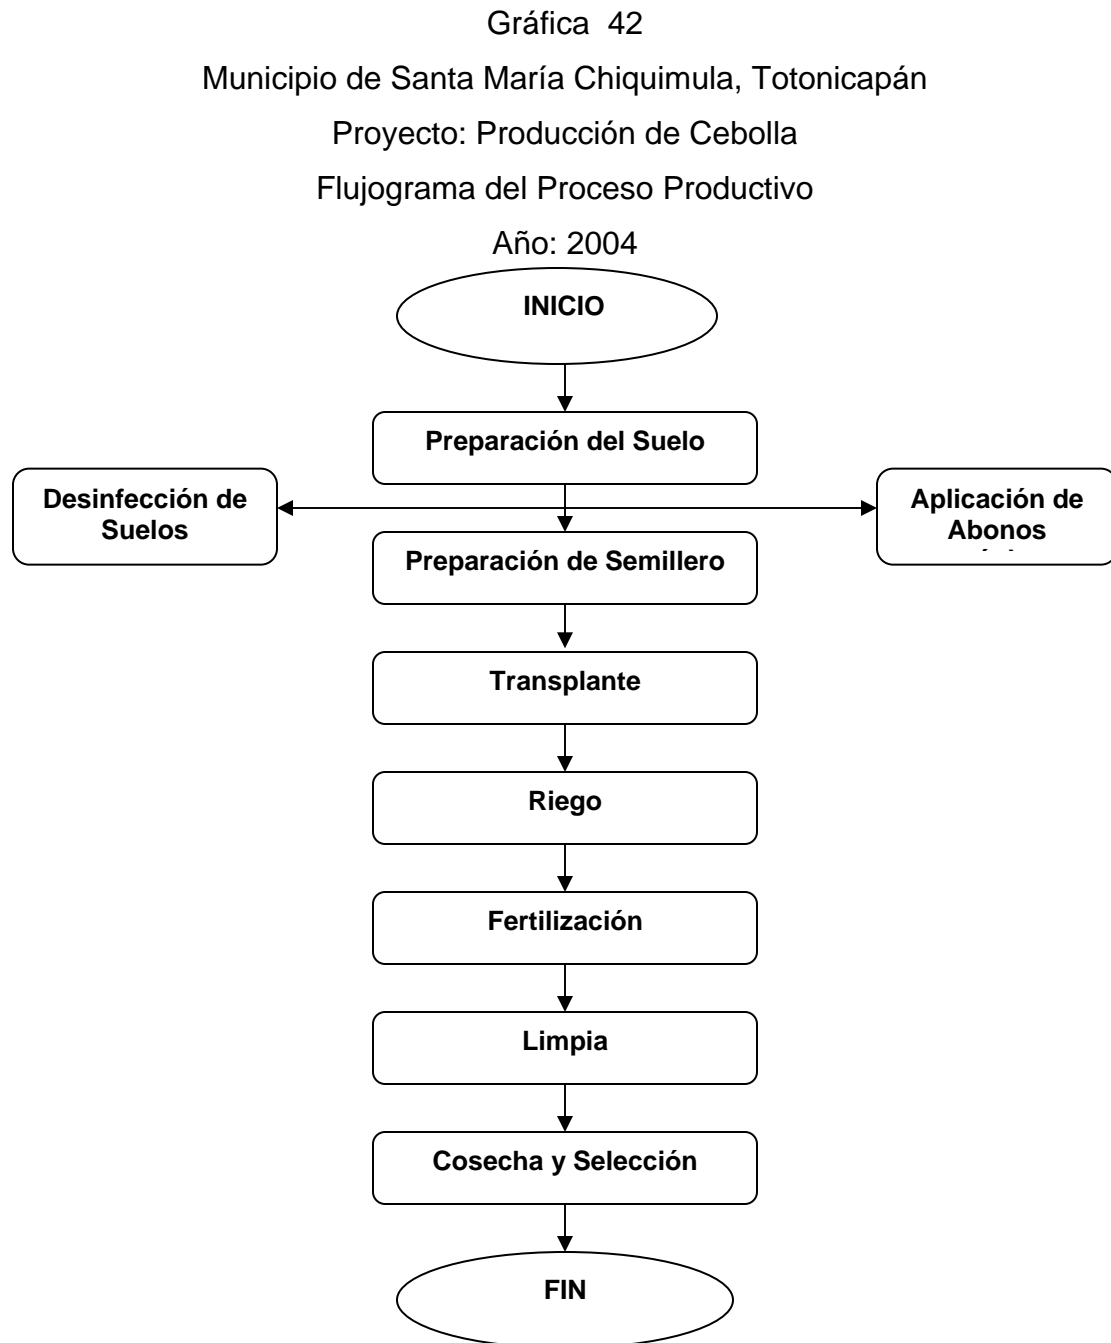 Gráfica 42
Municipio de Santa María Chiquimula, Totonicapán
Proyecto: Producción de Cebolla
Flujograma del Proceso Productivo
Año: 2004
INICIO
Preparación del Suelo
Desinfección de
Suelos
Aplicación de
Abonos
Preparación de Semillero
Transplante
Riego
Fertilización
Limpia
Cosecha y Selección
FIN